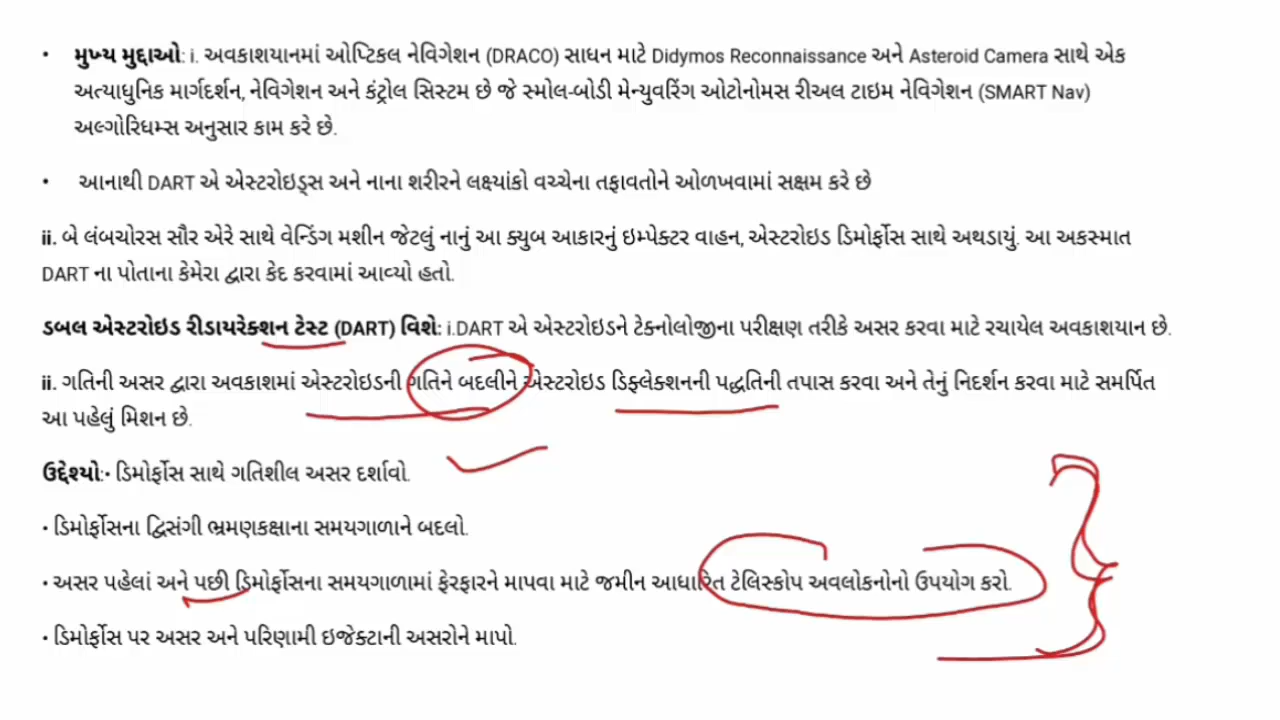 • મુખ્ય મુદ્દાઓ: i. અવકાશયાનમાં ઓપ્ટિકલ નેવિગેશન (DRACO) સાધન માટે Didymos Reconnaissance અને Asteroid Camera સાથે એક
અત્યાધુનિક માર્ગદર્શન, નેવિગેશન અને કંટ્રોલ સિસ્ટમ છે જે સ્મોલ-બોડી મેન્યુવરિંગ ઓટોનોમસ રીઅલ ટાઇમ નેવિગેશન (SMART Nav)
અલ્ગોરિધમ્સ અનુસાર કામ કરે છે.
• આનાથી DART એ એસ્ટરોઇડ્સ અને નાના શરીરને લક્ષ્યાંકો વચ્ચેના તફાવતોને ઓળખવામાં સક્ષમ કરે છે
ii. બે લંબચોરસ સૌર એરે સાથે વેન્ડિંગ મશીન જેટલું નાનું આ ક્યુબ આકારનું ઇમ્પેક્ટર વાહન, એસ્ટરોઇડ ડિમોર્ફોસ સાથે અથડાયું. આ અકસ્માત
DART ના પોતાના કેમેરા દ્વારા કેદ કરવામાં આવ્યો હતો.
ડબલ એસ્ટરોઇડ રીડાયરેક્શન ટેસ્ટ (DART) વિશે: i.DART એ એસ્ટરોઇડને ટેક્નોલોજીના પરીક્ષણ તરીકે અસર કરવા માટે રચાયેલ અવકાશયાન છે.
ii. ગતિની અસર દ્વારા અવકાશમાં એસ્ટરોઇડની ગતિને બદલીને એસ્ટરોઇડ ડિફ્લેક્શનની પદ્ધતિની તપાસ કરવા અને તેનું નિદર્શન કરવા માટે સમર્પિત
આ પહેલું મિશન છે.
ઉદ્દેશ્યો:• ડિમોર્ફોસ સાથે ગતિશીલ અસર દર્શાવો.
• ડિમોર્ફોસના દ્વિસંગી ભ્રમણકક્ષાના સમયગાળાને બદલો.
• અસર પહેલાં અને પછી ડિમોર્ફોસના સમયગાળામાં ફેરફારને માપવા માટે જમીન આધારિત ટેલિસ્કોપ અવલોકનોનો ઉપયોગ કરો.
• ડિમોર્ફોસ પર અસર અને પરિણામી ઇજેક્ટાની અસરોને માપો.